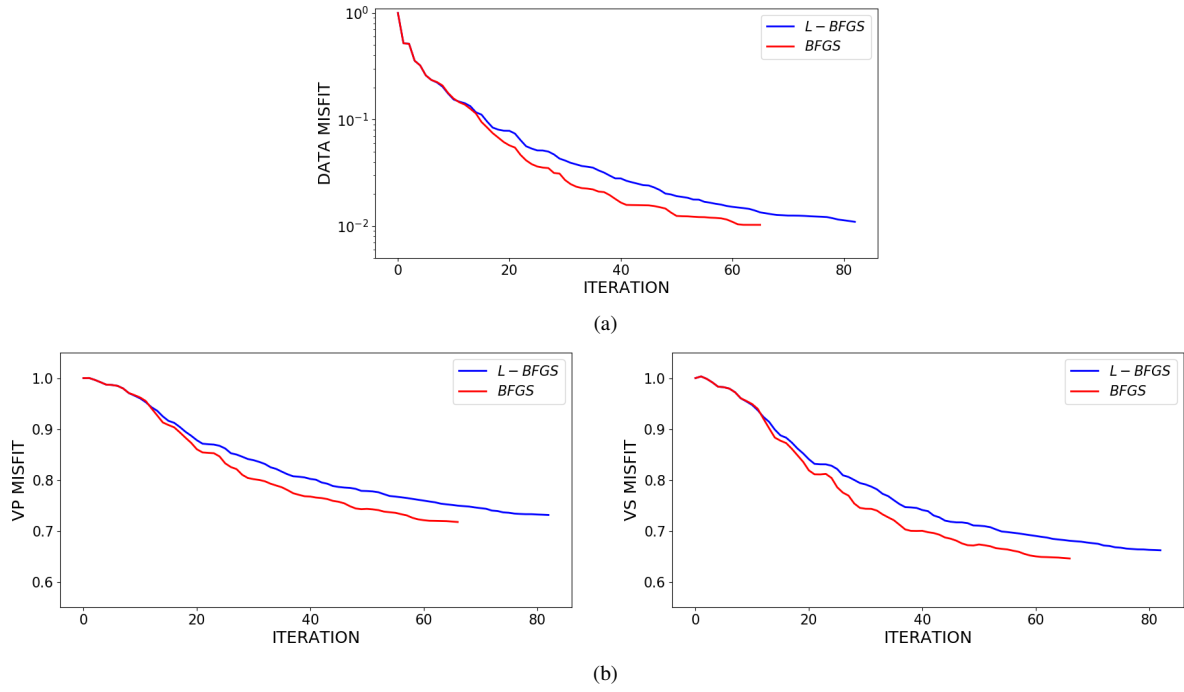 10⁰
10⁻¹
10⁻²
DATA MISFIT
L − BFGS
BFGS
0 20 40 60 80
ITERATION
(a)
1.0
0.9
0.8
0.7
0.6
VP MISFIT
L − BFGS
BFGS
0 20 40 60 80
ITERATION
1.0
0.9
0.8
0.7
0.6
VS MISFIT
L − BFGS
BFGS
0 20 40 60 80
ITERATION
(b)